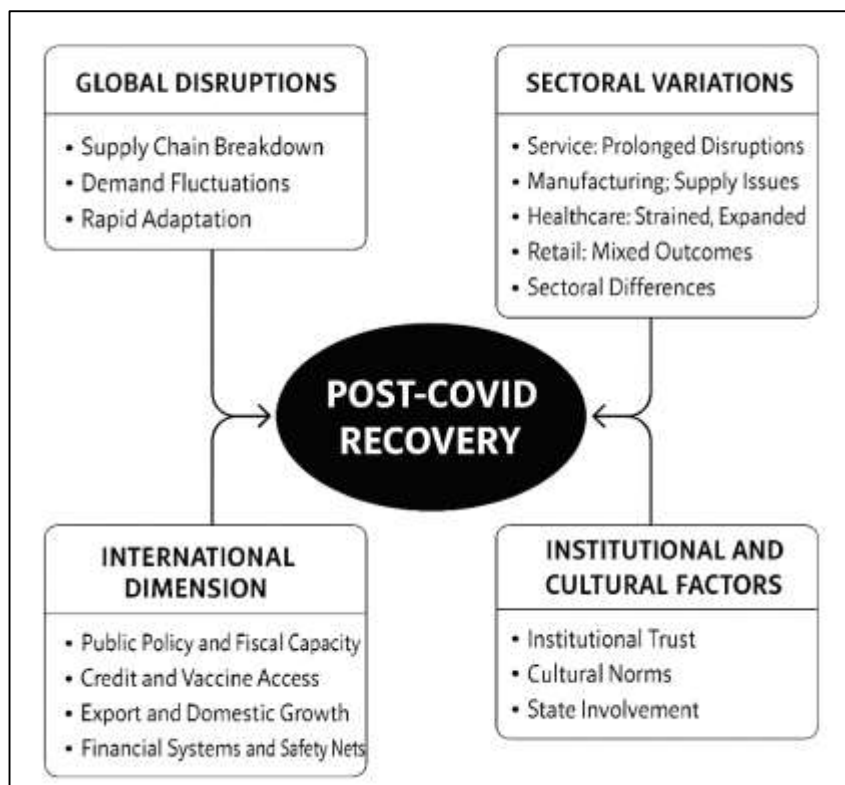 GLOBAL DISRUPTIONS
• Supply Chain Breakdown
• Demand Fluctuations
• Rapid Adaptation
SECTORAL VARIATIONS
• Service: Prolonged Disruptions
• Manufacturing; Supply Issues
• Healthcare: Strained, Expanded
• Retail: Mixed Outcomes
• Sectoral Differences
POST-COVID
RECOVERY
INTERNATIONAL
DIMENSION
• Public Policy and Fiscal Capacity
• Credit and Vaccine Access
• Export and Domestic Growth
• Financial Systems and Safety Nets
INSTITUTIONAL AND
CULTURAL FACTORS
• Institutional Trust
• Cultural Norms
• State Involvement